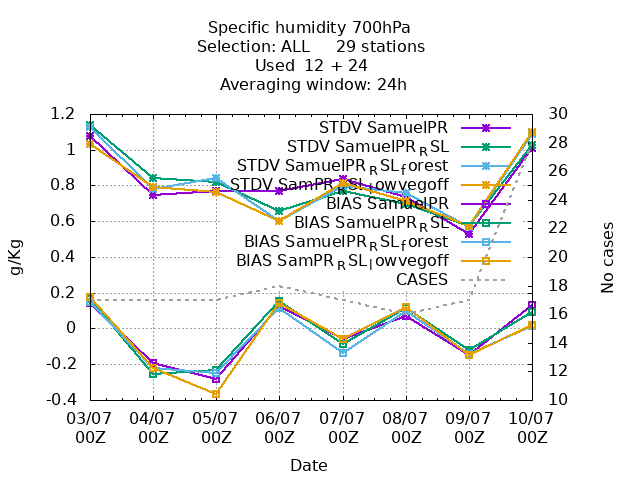 Specific humidity 700hPa
Selection: ALL 29 stations
Used 12 + 24
Averaging window: 24h
1.2
1
0.8
0.6
0.4
0.2
0
-0.2
-0.4
g/Kg
30
28
26
24
22
20
18
16
14
12
10
No cases
STDV SamuelPR
STDV SamuelPR_RSL
STDV SamuelPR_RSL_forest
STDV SamPR_RSL_lowvegoff
BIAS SamuelPR
BIAS SamuelPR_RSL
BIAS SamuelPR_RSL_forest
BIAS SamPR_RSL_lowvegoff
CASES
03/07 04/07 05/07 06/07 07/07 08/07 09/07 10/07
00Z 00Z 00Z 00Z 00Z 00Z 00Z 00Z
Date